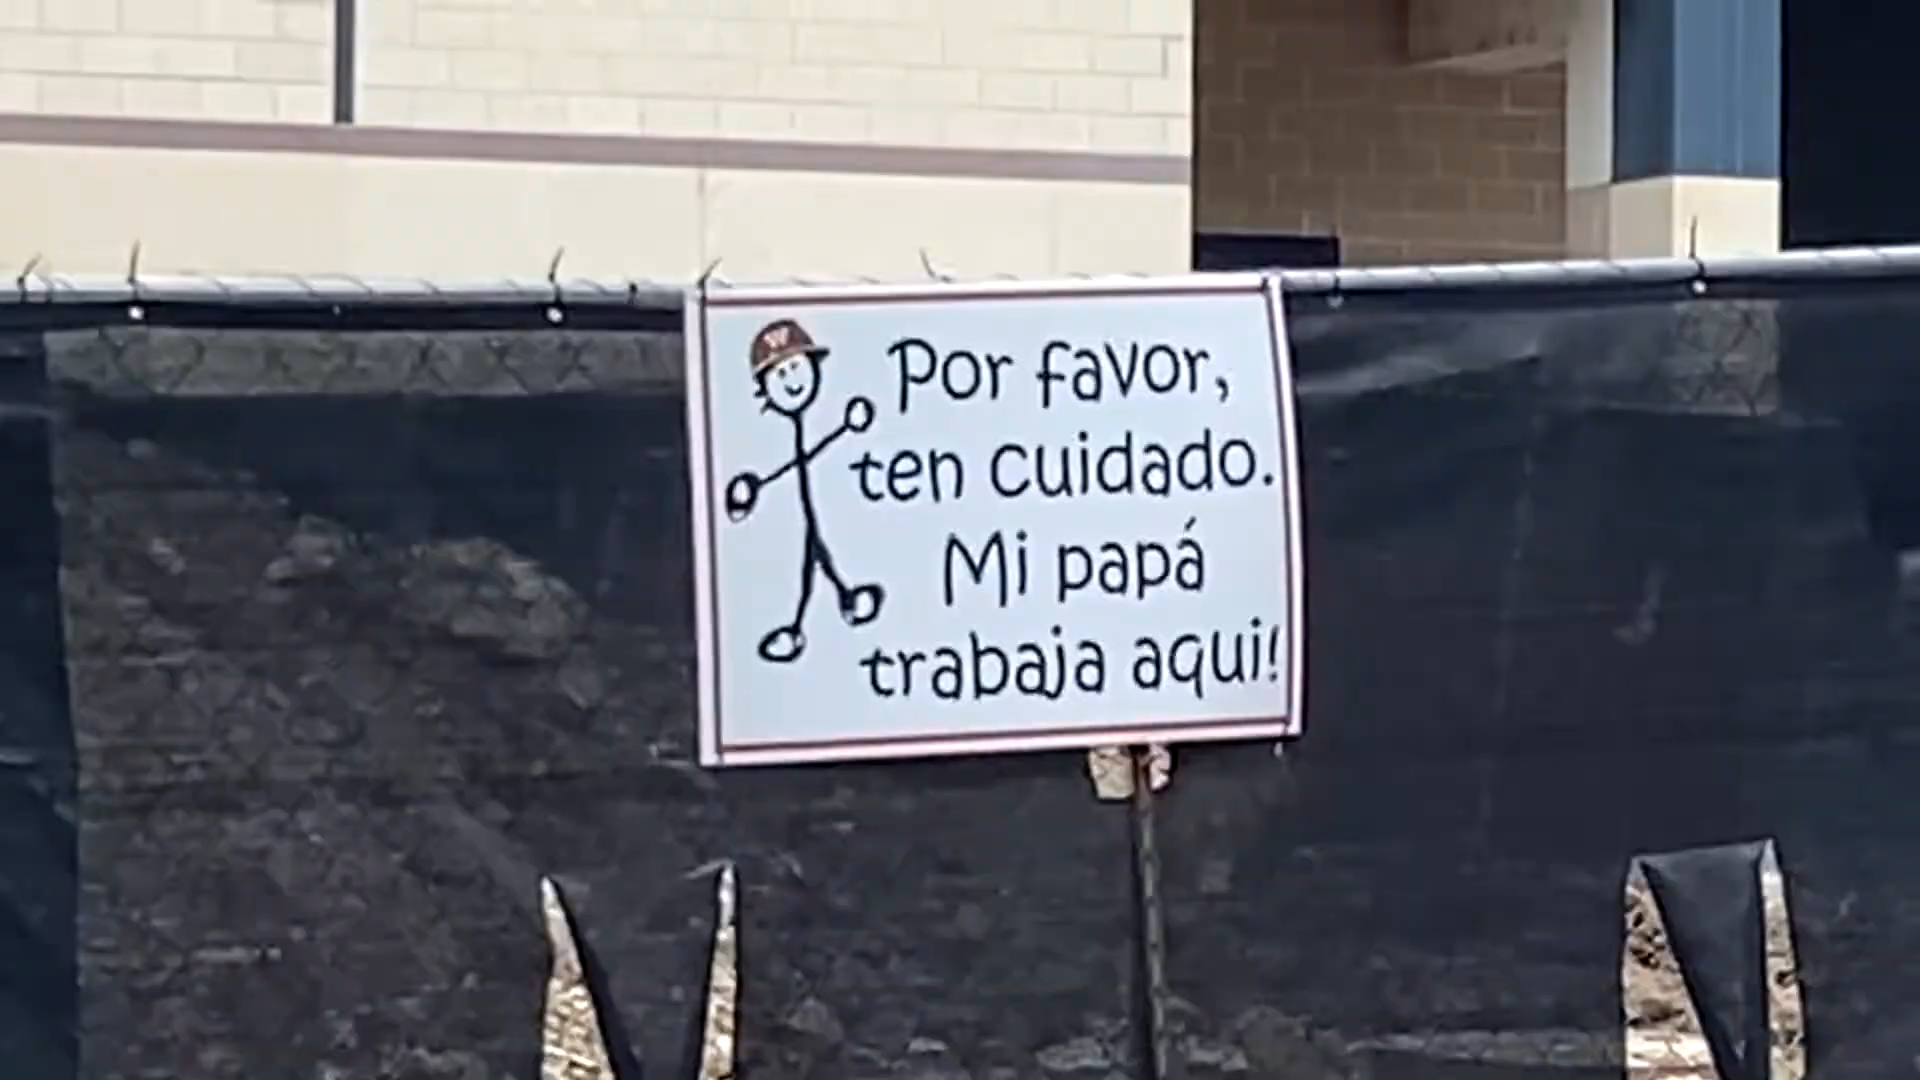 Por favor,
ten cuidado.
Mi papá
trabaja aqui!